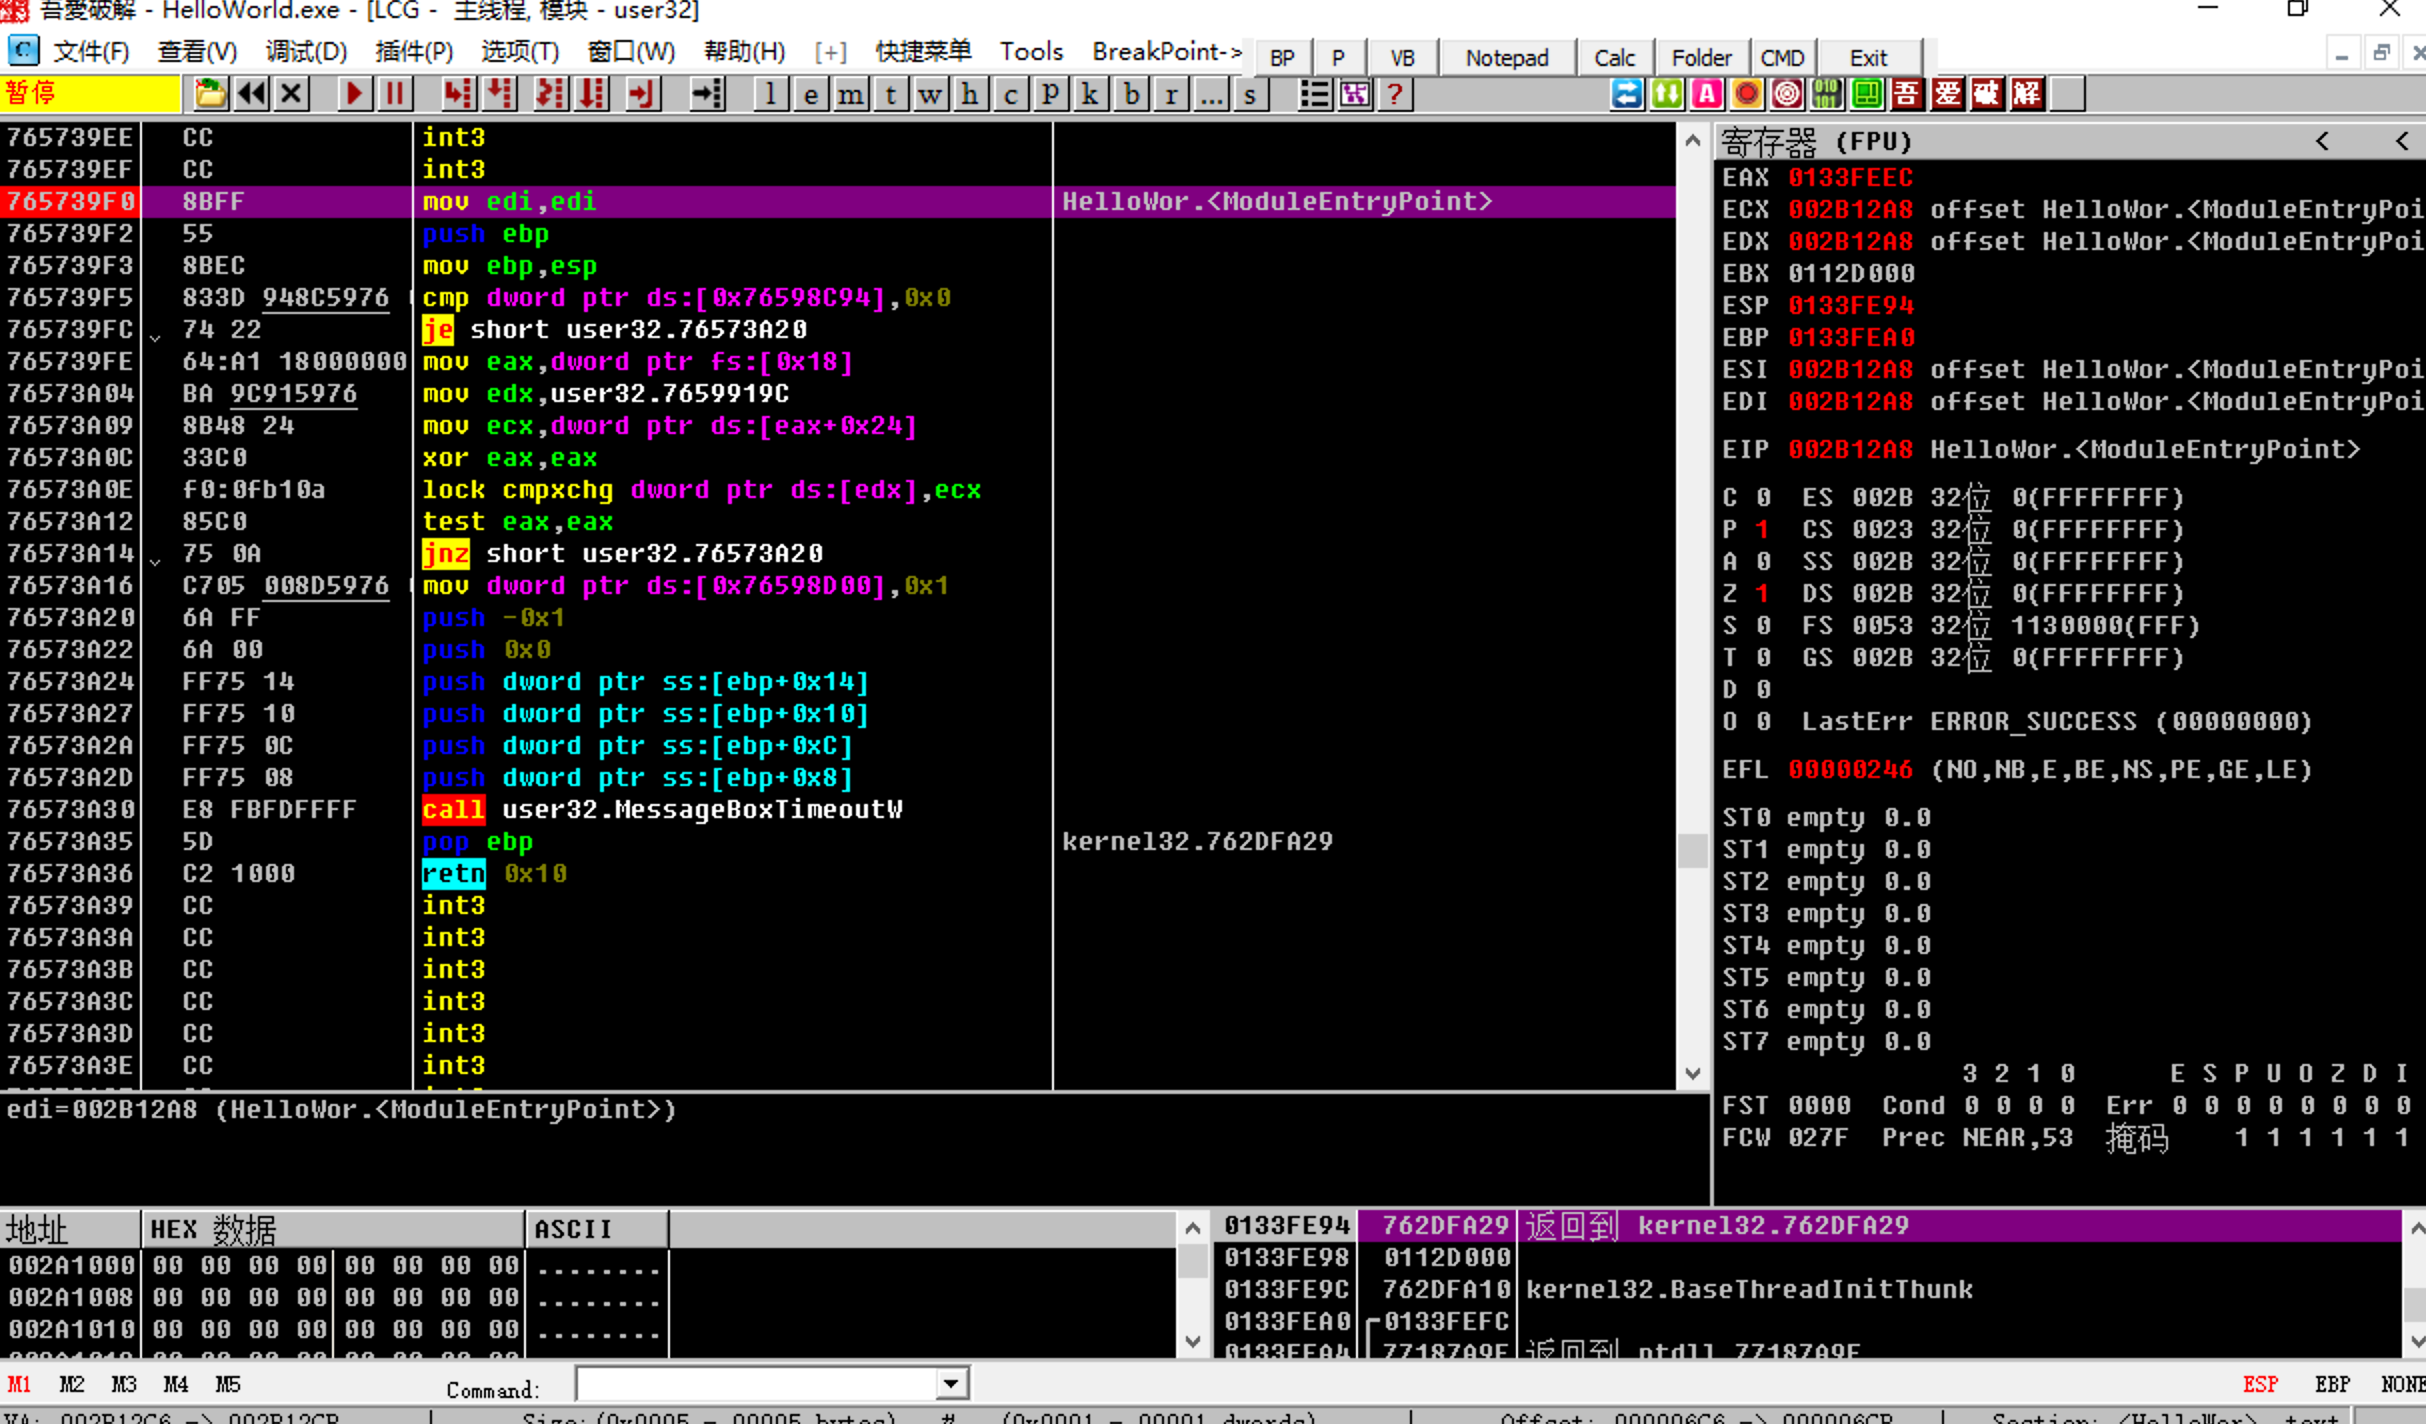 吾愛破解 - HelloWorld.exe - [LCG - 主线程, 模块 - user32]
C 文件(F) 查看(V) 调试(D) 插件(P) 选项(T) 窗口(W) 帮助(H) [+] 快捷菜单 Tools BreakPoint-> BP P VB Notepad Calc Folder CMD Exit
暂停 l e m t w h c p k b r ... s ? A 吾 爱 破 解
765739EE CC int3
765739EF CC int3
765739F0 8BFF mov edi,edi HelloWor.<ModuleEntryPoint>
765739F2 55 push ebp
765739F3 8BEC mov ebp,esp
765739F5 833D 948C5976 cmp dword ptr ds:[0x76598C94],0x0
765739FC 74 22 je short user32.76573A20
765739FE 64:A1 18000000 mov eax,dword ptr fs:[0x18]
76573A04 BA 9C915976 mov edx,user32.7659919C
76573A09 8B48 24 mov ecx,dword ptr ds:[eax+0x24]
76573A0C 33C0 xor eax,eax
76573A0E f0:0fb10a lock cmpxchg dword ptr ds:[edx],ecx
76573A12 85C0 test eax,eax
76573A14 75 0A jnz short user32.76573A20
76573A16 C705 008D5976 mov dword ptr ds:[0x76598D00],0x1
76573A20 6A FF push -0x1
76573A22 6A 00 push 0x0
76573A24 FF75 14 push dword ptr ss:[ebp+0x14]
76573A27 FF75 10 push dword ptr ss:[ebp+0x10]
76573A2A FF75 0C push dword ptr ss:[ebp+0xC]
76573A2D FF75 08 push dword ptr ss:[ebp+0x8]
76573A30 E8 FBFDFFFF call user32.MessageBoxTimeoutW
76573A35 5D pop ebp kernel32.762DFA29
76573A36 C2 1000 retn 0x10
76573A39 CC int3
76573A3A CC int3
76573A3B CC int3
76573A3C CC int3
76573A3D CC int3
76573A3E CC int3
edi=002B12A8 (HelloWor.<ModuleEntryPoint>)
寄存器 (FPU) < <
EAX 0133FEEC
ECX 002B12A8 offset HelloWor.<ModuleEntryPoi
EDX 002B12A8 offset HelloWor.<ModuleEntryPoi
EBX 0112D000
ESP 0133FE94
EBP 0133FEA0
ESI 002B12A8 offset HelloWor.<ModuleEntryPoi
EDI 002B12A8 offset HelloWor.<ModuleEntryPoi
EIP 002B12A8 HelloWor.<ModuleEntryPoint>
C 0 ES 002B 32位 0(FFFFFFFF)
P 1 CS 0023 32位 0(FFFFFFFF)
A 0 SS 002B 32位 0(FFFFFFFF)
Z 1 DS 002B 32位 0(FFFFFFFF)
S 0 FS 0053 32位 1130000(FFF)
T 0 GS 002B 32位 0(FFFFFFFF)
D 0
O 0 LastErr ERROR_SUCCESS (00000000)
EFL 00000246 (NO,NB,E,BE,NS,PE,GE,LE)
ST0 empty 0.0
ST1 empty 0.0
ST2 empty 0.0
ST3 empty 0.0
ST4 empty 0.0
ST5 empty 0.0
ST6 empty 0.0
ST7 empty 0.0
3 2 1 0 E S P U O Z D I
FST 0000 Cond 0 0 0 0 Err 0 0 0 0 0 0 0 0
FCW 027F Prec NEAR,53 掩码 1 1 1 1 1 1
地址 HEX 数据 ASCII
002A1000 00 00 00 00 00 00 00 00 ........
002A1008 00 00 00 00 00 00 00 00 ........
002A1010 00 00 00 00 00 00 00 00 ........
0133FE94 762DFA29 返回到 kernel32.762DFA29
0133FE98 0112D000
0133FE9C 762DFA10 kernel32.BaseThreadInitThunk
0133FEA0 0133FEFC
0133FEA4 77187A9E 返回到 ntdll.77187A9E
M1 M2 M3 M4 M5 Command: ESP EBP NONE
VA: 002B12C6 -> 002B12CB Size:(0x0005 - 00005 bytes) # (0x0001 - 00001 dwords) Offset: 000006C6 -> 000006CB Section: <HelloWor> .text